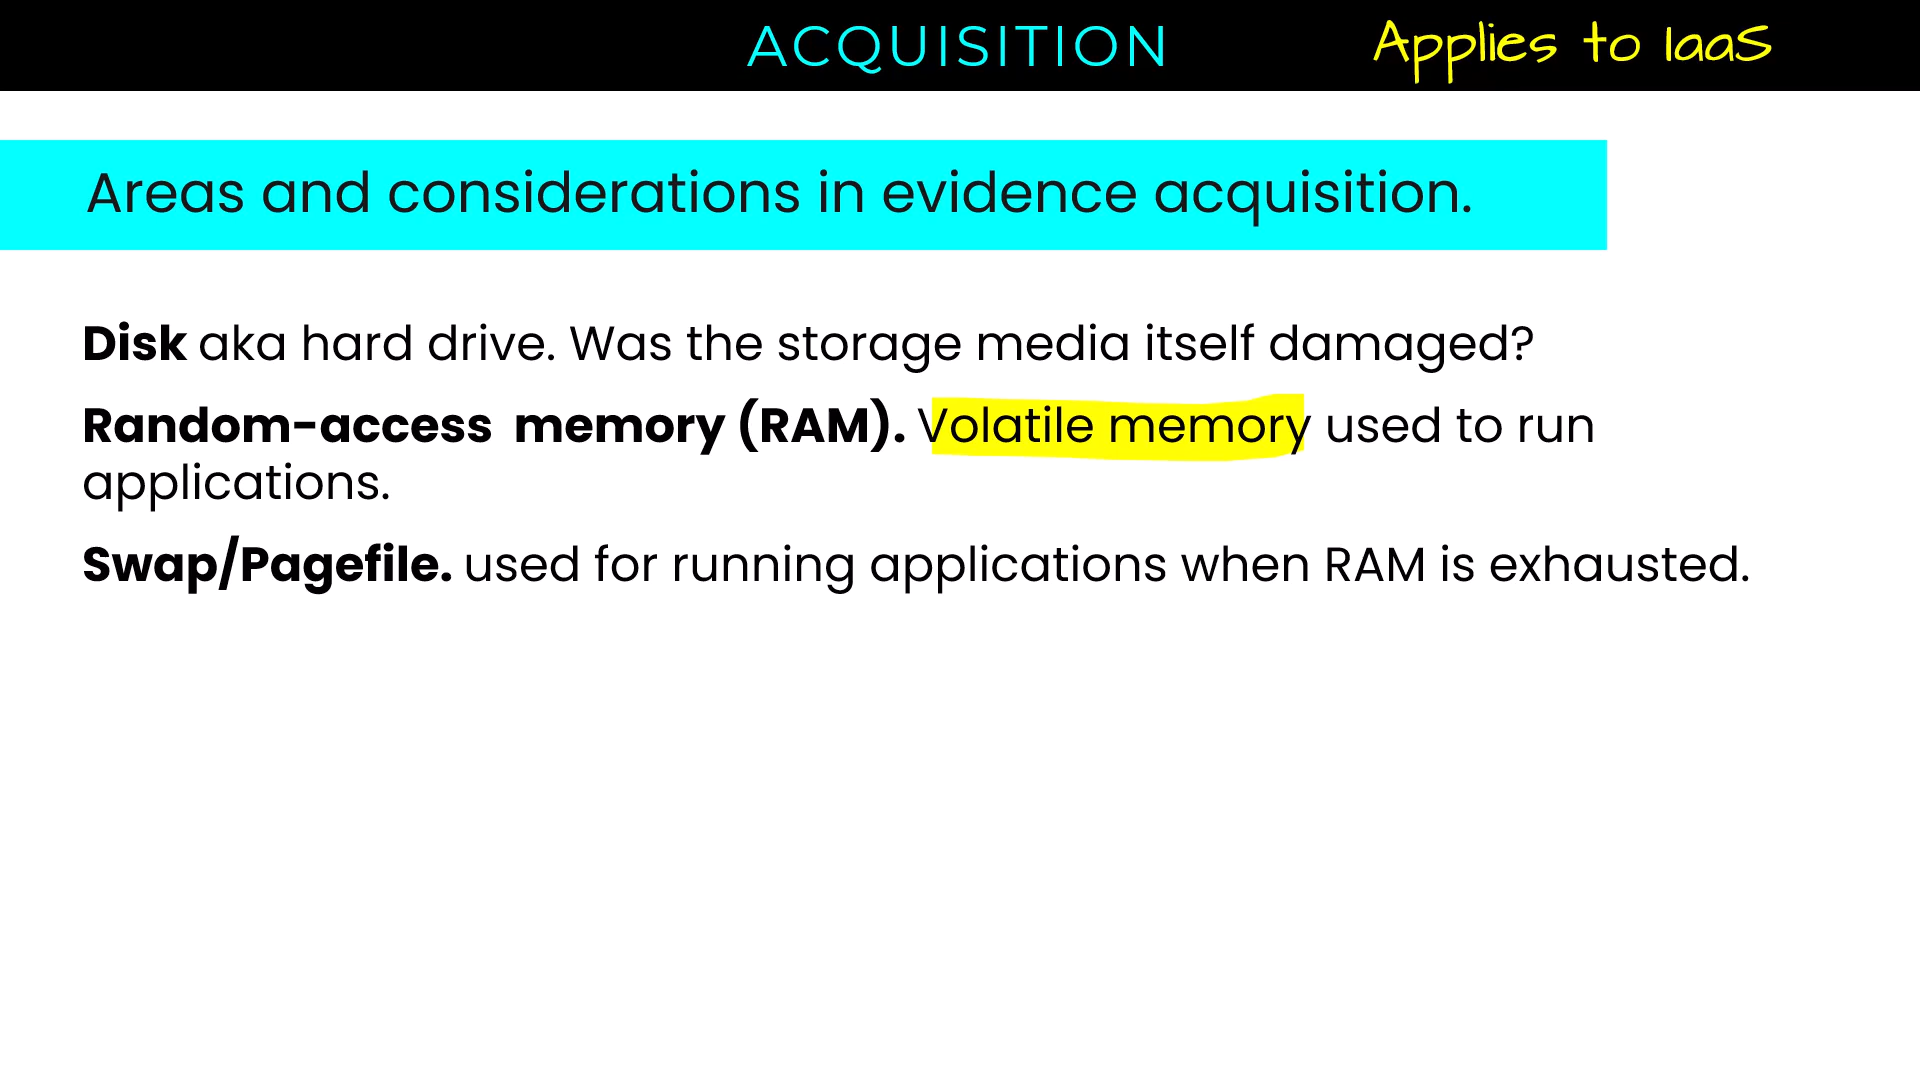 ACQUISITION
Applies to IaaS
Areas and considerations in evidence acquisition.
Disk aka hard drive. Was the storage media itself damaged?
Random-access memory (RAM). Volatile memory used to run
applications.
Swap/Pagefile. used for running applications when RAM is exhausted.